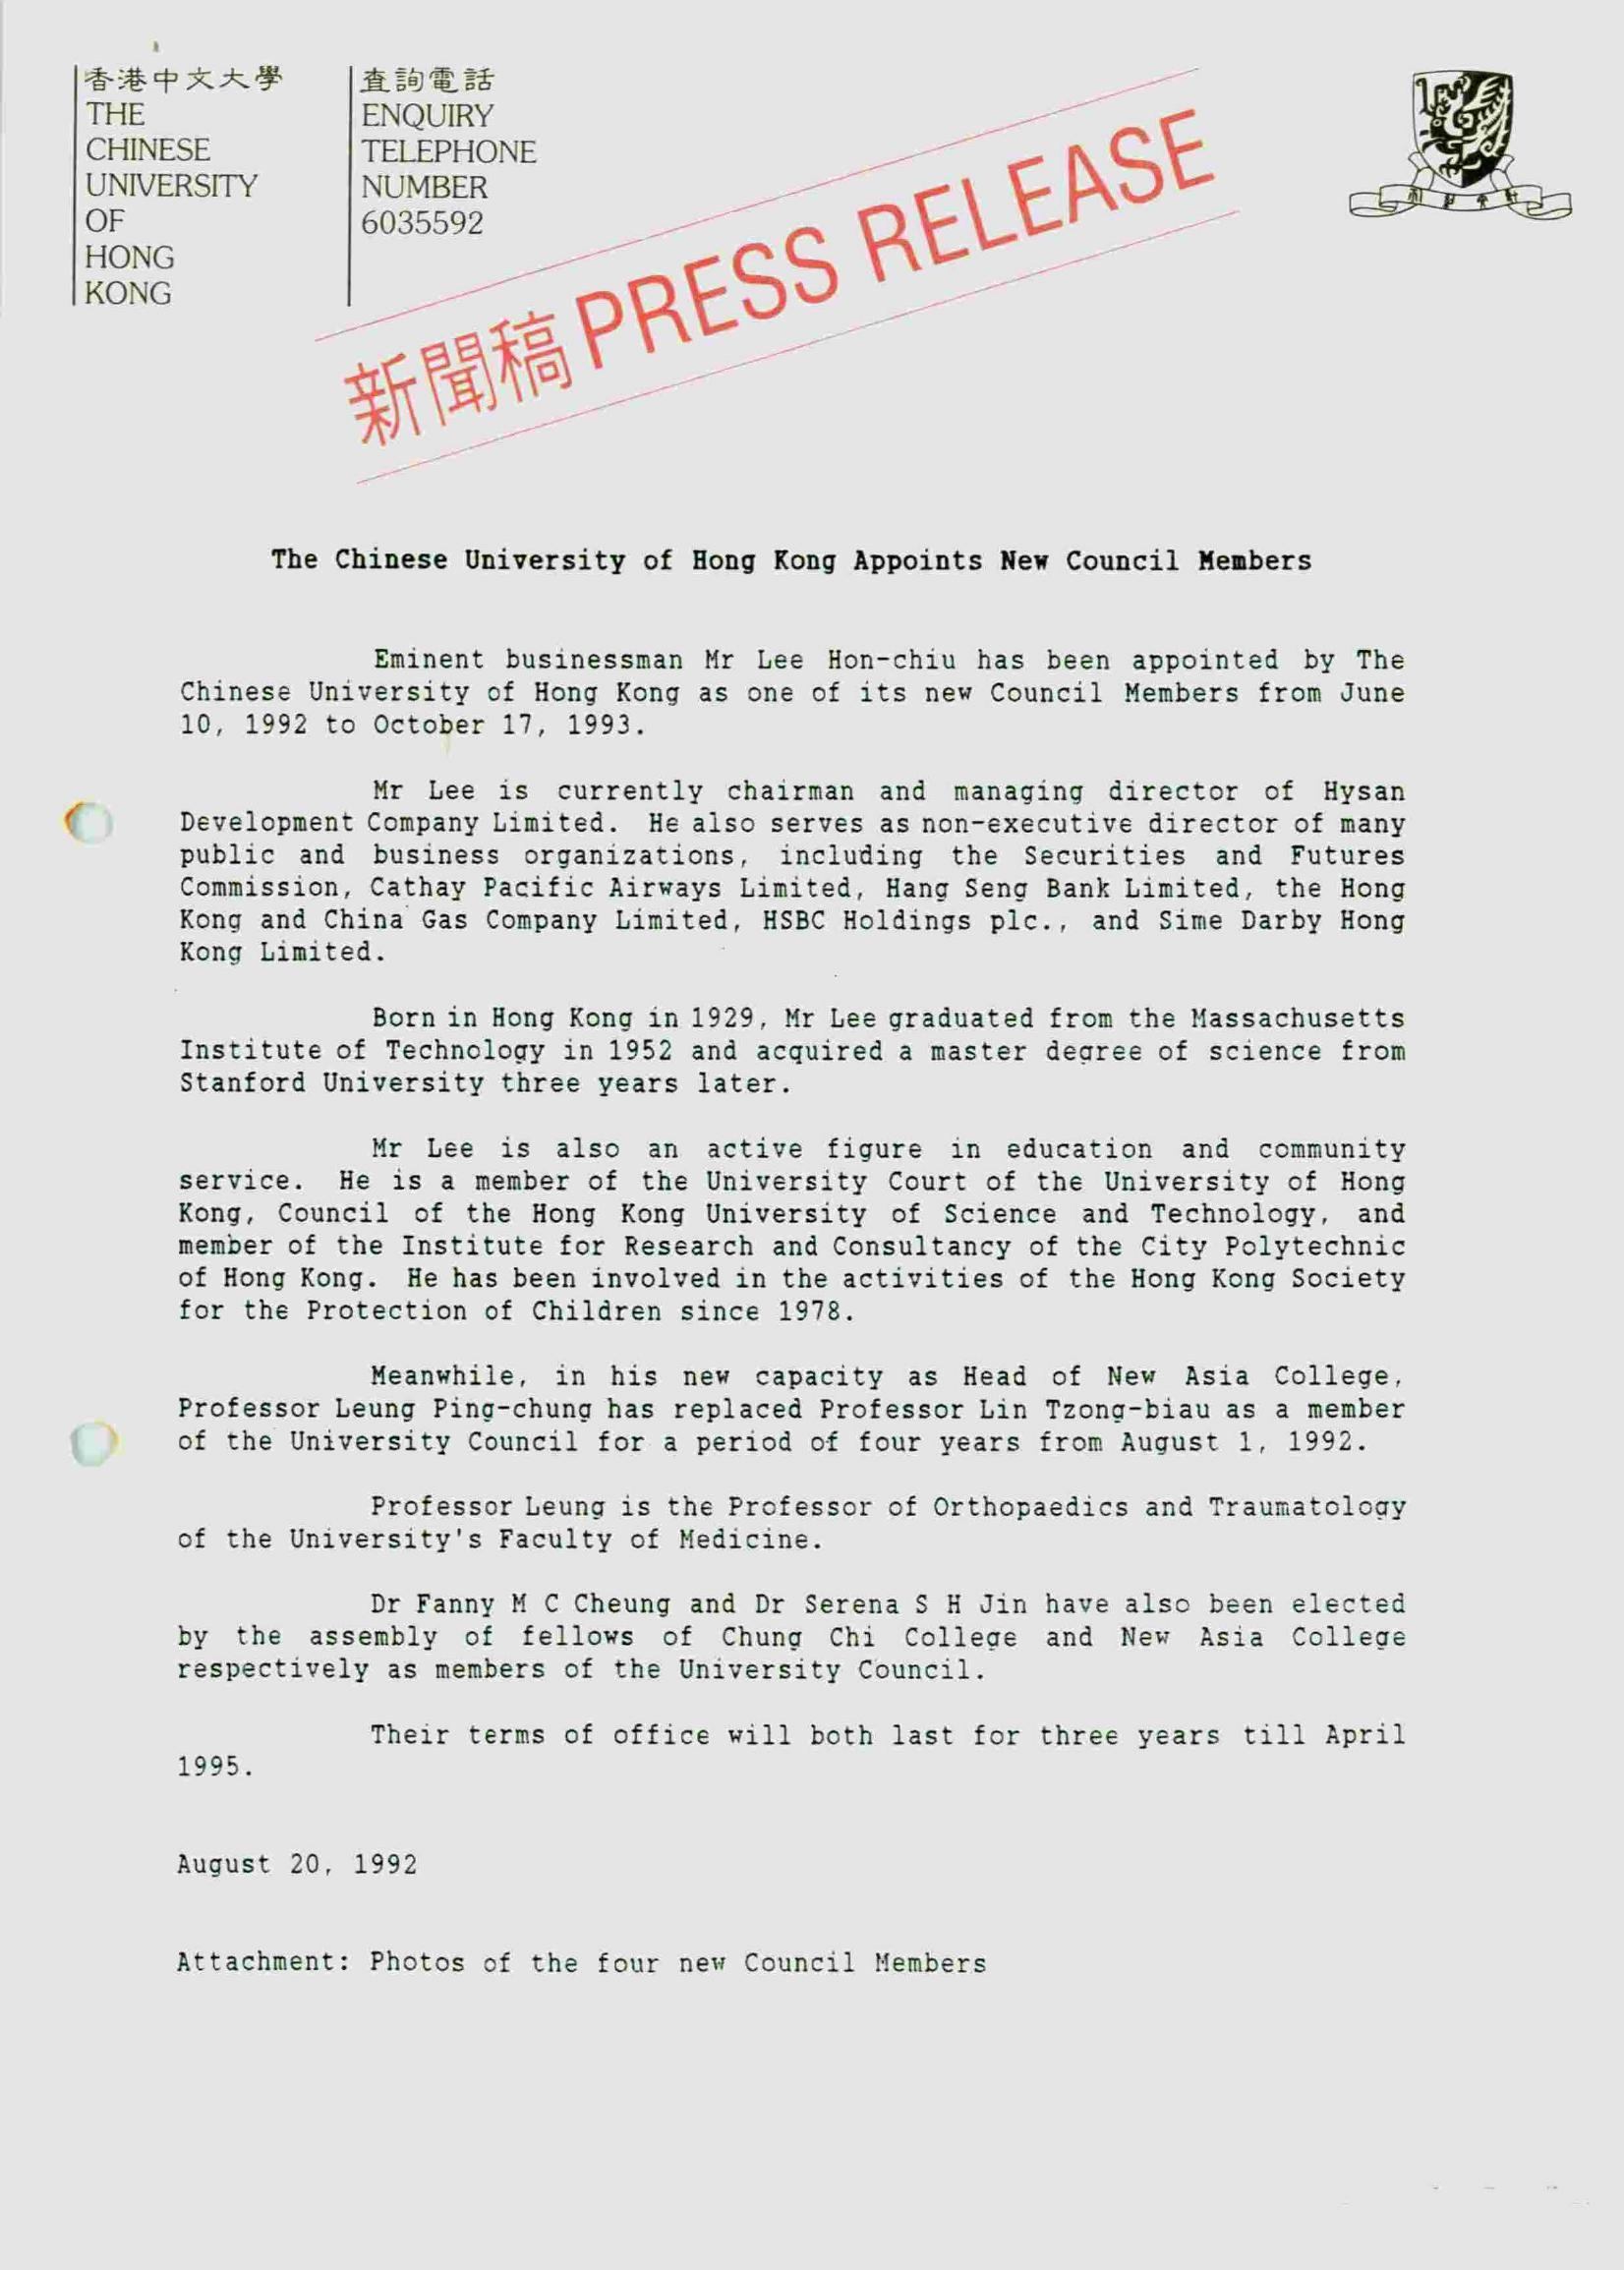 香港中文大學
THE
CHINESE
UNIVERSITY
OF
HONG
KONG
查詢電話
ENQUIRY
TELEPHONE
NUMBER
6035592
新聞稿 PRESS RELEASE
The Chinese University of Hong Kong Appoints New Council Members
Eminent businessman Mr Lee Hon-chiu has been appointed by The
Chinese University of Hong Kong as one of its new Council Members from June
10, 1992 to October 17, 1993.
Mr Lee is currently chairman and managing director of Hysan
Development Company Limited. He also serves as non-executive director of many
public and business organizations, including the Securities and Futures
Commission, Cathay Pacific Airways Limited, Hang Seng Bank Limited, the Hong
Kong and China Gas Company Limited, HSBC Holdings plc., and Sime Darby Hong
Kong Limited.
Born in Hong Kong in 1929, Mr Lee graduated from the Massachusetts
Institute of Technology in 1952 and acquired a master degree of science from
Stanford University three years later.
Mr Lee is also an active figure in education and community
service. He is a member of the University Court of the University of Hong
Kong, Council of the Hong Kong University of Science and Technology, and
member of the Institute for Research and Consultancy of the City Polytechnic
of Hong Kong. He has been involved in the activities of the Hong Kong Society
for the Protection of Children since 1978.
Meanwhile, in his new capacity as Head of New Asia College,
Professor Leung Ping-chung has replaced Professor Lin Tzong-biau as a member
of the University Council for a period of four years from August 1, 1992.
Professor Leung is the Professor of Orthopaedics and Traumatology
of the University's Faculty of Medicine.
Dr Fanny M C Cheung and Dr Serena S H Jin have also been elected
by the assembly of fellows of Chung Chi College and New Asia College
respectively as members of the University Council.
Their terms of office will both last for three years till April
1995.
August 20, 1992
Attachment: Photos of the four new Council Members